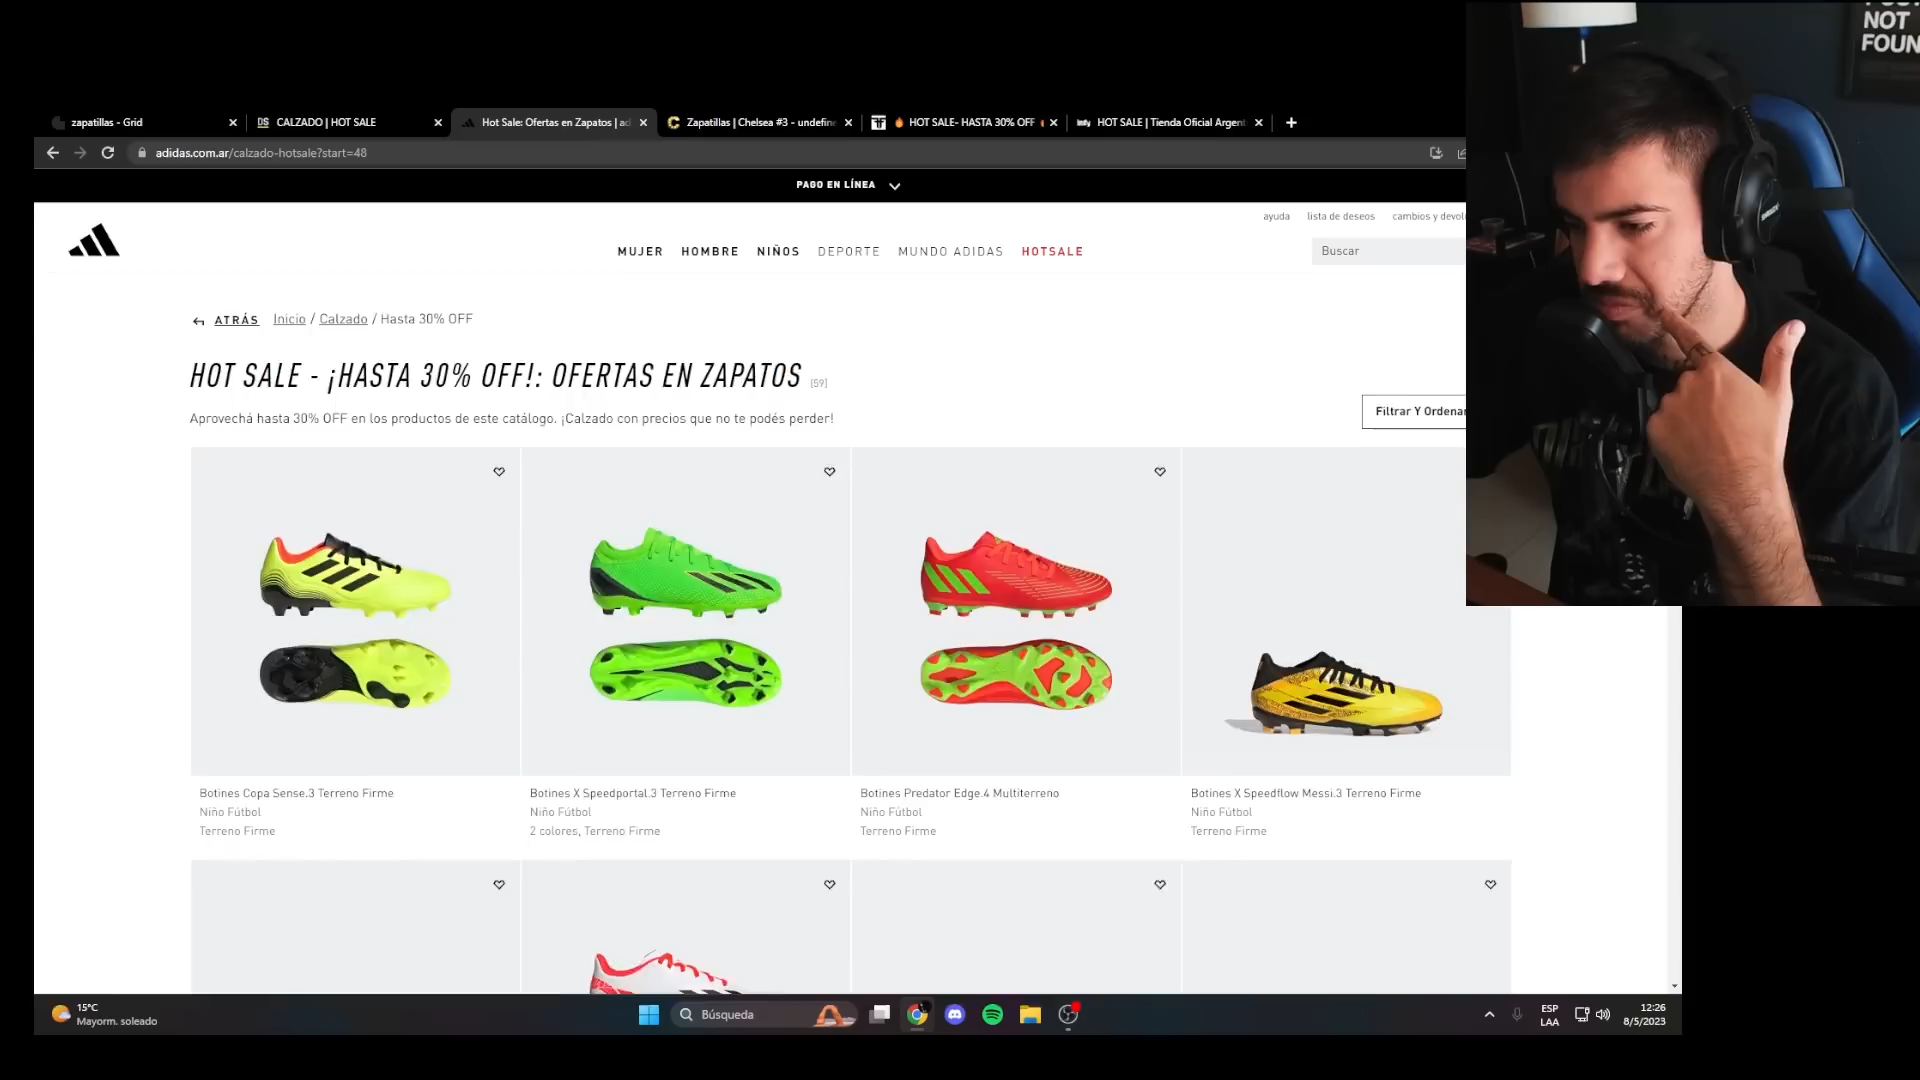 NOT
FOUN
zapatillas - Grid
DS CALZADO | HOT SALE
Hot Sale: Ofertas en Zapatos | ad
Zapatillas | Chelsea #3 - undefin
HOT SALE- HASTA 30% OFF
Indy HOT SALE | Tienda Oficial Argent
adidas.com.ar/calzado-hotsale?start=48
PAGO EN LÍNEA
ayuda lista de deseos cambios y devolu
MUJER HOMBRE NIÑOS DEPORTE MUNDO ADIDAS HOTSALE
Buscar
ATRÁS Inicio / Calzado / Hasta 30% OFF
HOT SALE - ¡HASTA 30% OFF!: OFERTAS EN ZAPATOS [59]
Aprovechá hasta 30% OFF en los productos de este catálogo. ¡Calzado con precios que no te podés perder!
Filtrar Y Ordenar
Botines Copa Sense.3 Terreno Firme
Niño Fútbol
Terreno Firme
Botines X Speedportal.3 Terreno Firme
Niño Fútbol
2 colores, Terreno Firme
Botines Predator Edge.4 Multiterreno
Niño Fútbol
Terreno Firme
Botines X Speedflow Messi.3 Terreno Firme
Niño Fútbol
Terreno Firme
15°C
Mayorm. soleado
Búsqueda
ESP
LAA
12:26
8/5/2023